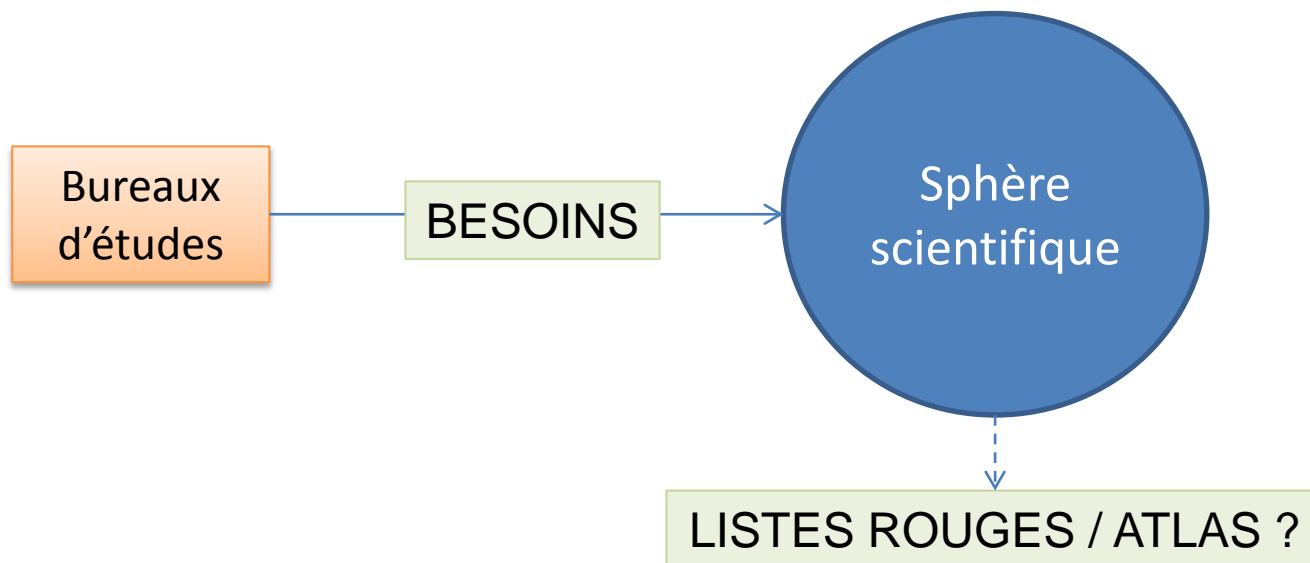 Bureaux
d’études
BESOINS
Sphère
scientifique
LISTES ROUGES / ATLAS ?